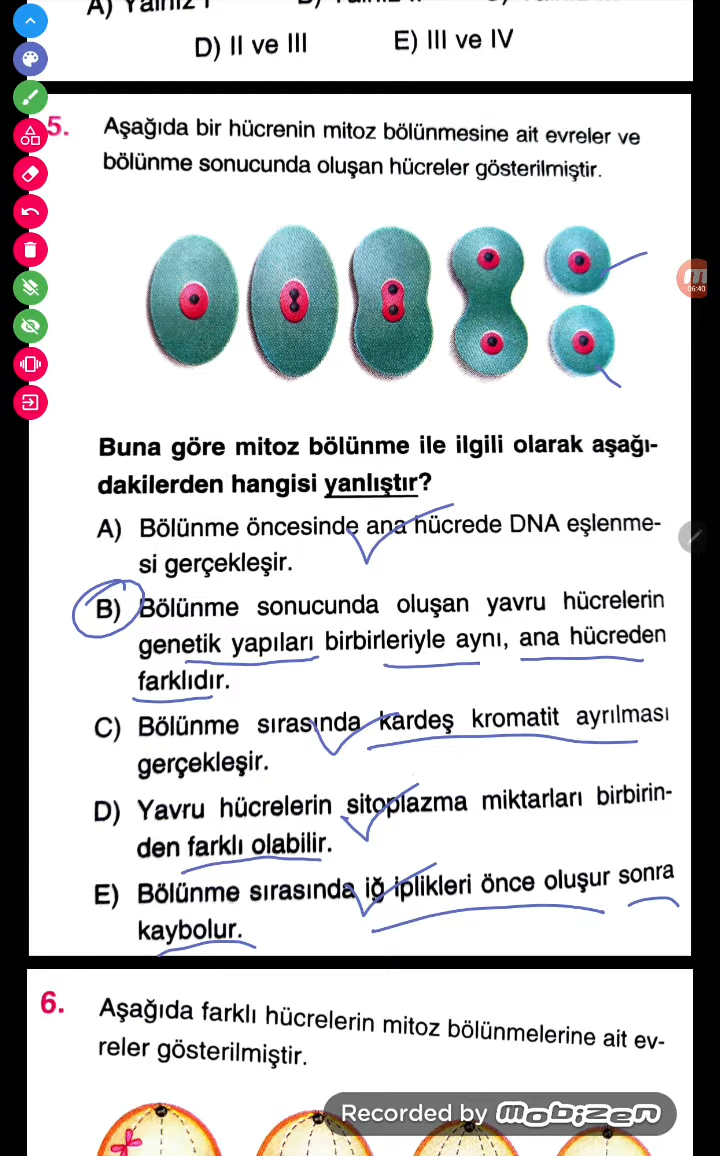 A) Yalnız I
D) II ve III
E) III ve IV
5. Aşağıda bir hücrenin mitoz bölünmesine ait evreler ve
bölünme sonucunda oluşan hücreler gösterilmiştir.
06:40
Buna göre mitoz bölünme ile ilgili olarak aşağı-
dakilerden hangisi yanlıştır?
A) Bölünme öncesinde ana hücrede DNA eşlenme-
si gerçekleşir.
B) Bölünme sonucunda oluşan yavru hücrelerin
genetik yapıları birbirleriyle aynı, ana hücreden
farklıdır.
C) Bölünme sırasında kardeş kromatit ayrılması
gerçekleşir.
D) Yavru hücrelerin sitoplazma miktarları birbirin-
den farklı olabilir.
E) Bölünme sırasında iğ iplikleri önce oluşur sonra
kaybolur.
6. Aşağıda farklı hücrelerin mitoz bölünmelerine ait ev-
reler gösterilmiştir.
Recorded by mobizen